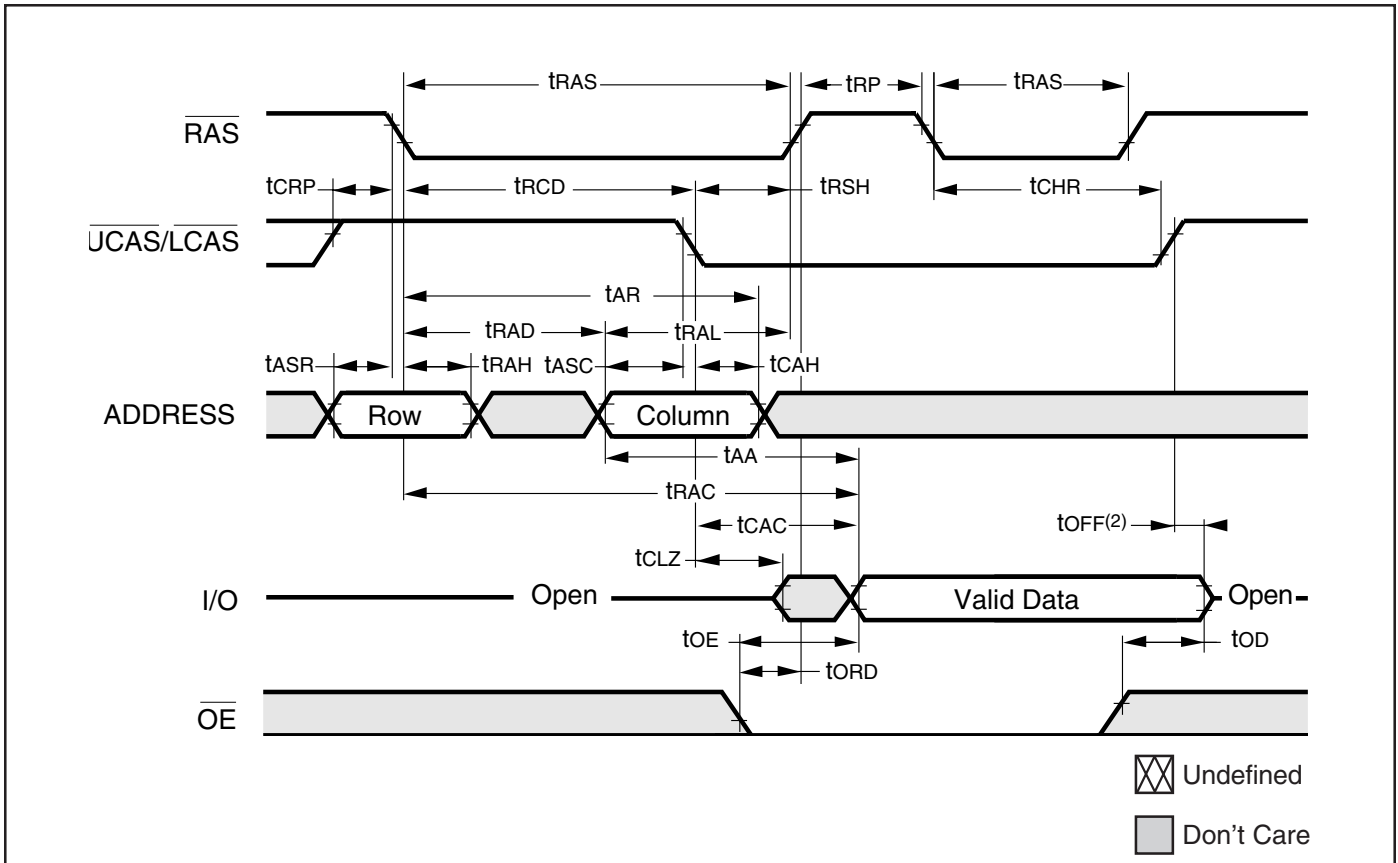 tRAS tRP tRAS
RAS
tCRP tRCD tRSH tCHR
UCAS/LCAS
tAR
tRAD tRAL
tASR tRAH tASC tCAH
ADDRESS Row Column
tAA
tRAC
tCAC tOFF(2)
tCLZ
I/O Open Valid Data Open
tOE tOD
tORD
OE
Undefined
Don't Care